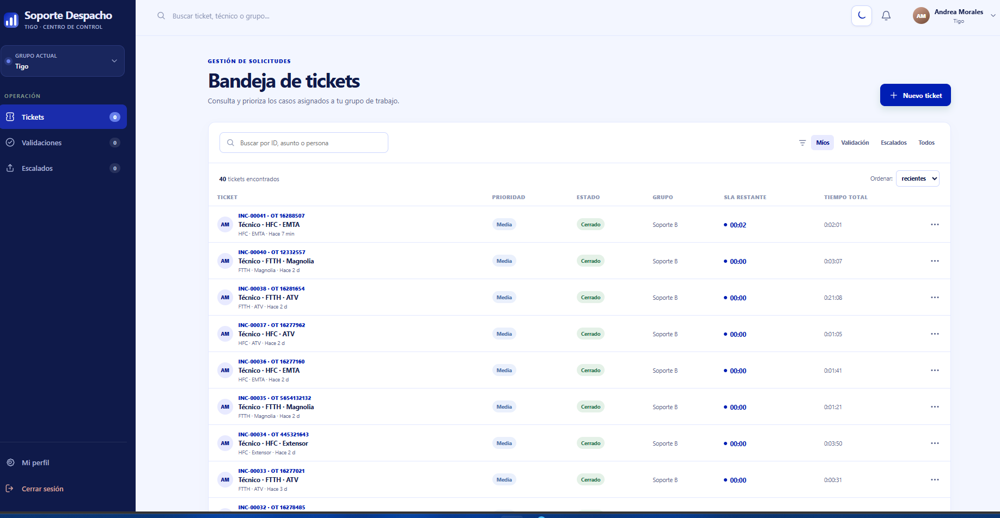 Soporte Despacho
TIGO · CENTRO DE CONTROL
GRUPO ACTUAL
Tigo
OPERACIÓN
Tickets 0
Validaciones 0
Escalados 0
Mi perfil
Cerrar sesión
Buscar ticket, técnico o grupo...
AM
Andrea Morales
Tigo
GESTIÓN DE SOLICITUDES
Bandeja de tickets
Consulta y prioriza los casos asignados a tu grupo de trabajo.
Nuevo ticket
Buscar por ID, asunto o persona
Míos Validación Escalados Todos
40 tickets encontrados
Ordenar: recientes
TICKET PRIORIDAD ESTADO GRUPO SLA RESTANTE TIEMPO TOTAL
INC-00041 · OT 16288507
AM Técnico · HFC · EMTA Media Cerrado Soporte B 00:02 0:02:01
HFC · EMTA · Hace 7 min
INC-00040 · OT 12332557
AM Técnico · FTTH · Magnolia Media Cerrado Soporte B 00:00 0:03:07
FTTH · Magnolia · Hace 2 d
INC-00038 · OT 16281654
AM Técnico · FTTH · ATV Media Cerrado Soporte B 00:00 0:21:08
FTTH · ATV · Hace 2 d
INC-00037 · OT 16277962
AM Técnico · HFC · ATV Media Cerrado Soporte B 00:00 0:01:05
HFC · ATV · Hace 2 d
INC-00036 · OT 16277160
AM Técnico · HFC · EMTA Media Cerrado Soporte B 00:00 0:01:41
HFC · EMTA · Hace 2 d
INC-00035 · OT 5654132132
AM Técnico · FTTH · Magnolia Media Cerrado Soporte B 00:00 0:01:21
FTTH · Magnolia · Hace 2 d
INC-00034 · OT 445321643
AM Técnico · HFC · Extensor Media Cerrado Soporte B 00:00 0:03:50
HFC · Extensor · Hace 2 d
INC-00033 · OT 16277021
AM Técnico · FTTH · ATV Media Cerrado Soporte B 00:00 0:00:31
FTTH · ATV · Hace 3 d
INC-00032 · OT 16278485